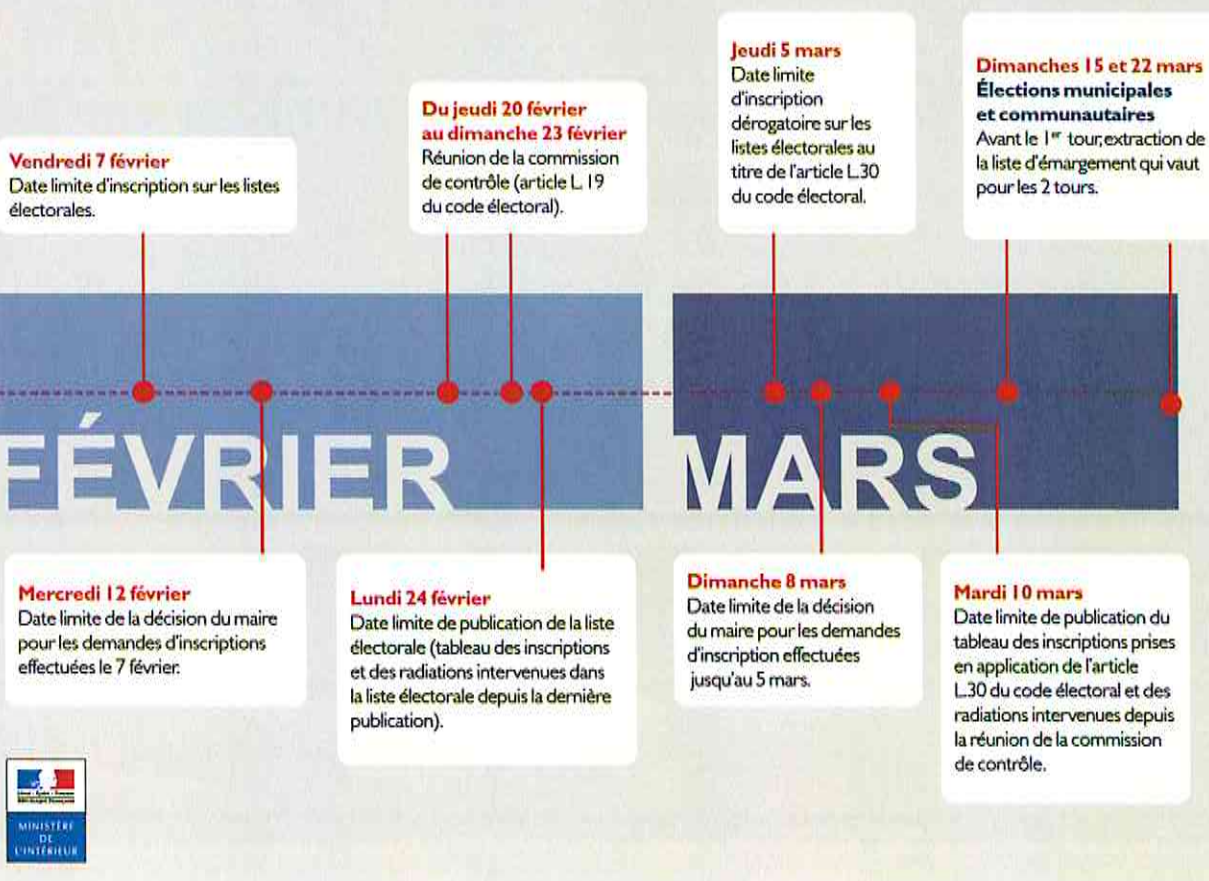 Vendredi 7 février
Date limite d'inscription sur les listes
électorales.
Du jeudi 20 février
au dimanche 23 février
Réunion de la commission
de contrôle (article L. 19
du code électoral).
Jeudi 5 mars
Date limite
d'inscription
dérogatoire sur les
listes électorales au
titre de l'article L.30
du code électoral.
Dimanches 15 et 22 mars
Élections municipales
et communautaires
Avant le 1er tour, extraction de
la liste d'émargement qui vaut
pour les 2 tours.
FÉVRIER
MARS
Mercredi 12 février
Date limite de la décision du maire
pour les demandes d'inscriptions
effectuées le 7 février.
Lundi 24 février
Date limite de publication de la liste
électorale (tableau des inscriptions
et des radiations intervenues dans
la liste électorale depuis la dernière
publication).
Dimanche 8 mars
Date limite de la décision
du maire pour les demandes
d'inscription effectuées
jusqu'au 5 mars.
Mardi 10 mars
Date limite de publication du
tableau des inscriptions prises
en application de l'article
L.30 du code électoral et des
radiations intervenues depuis
la réunion de la commission
de contrôle.
MINISTÈRE
DE
L'INTÉRIEUR